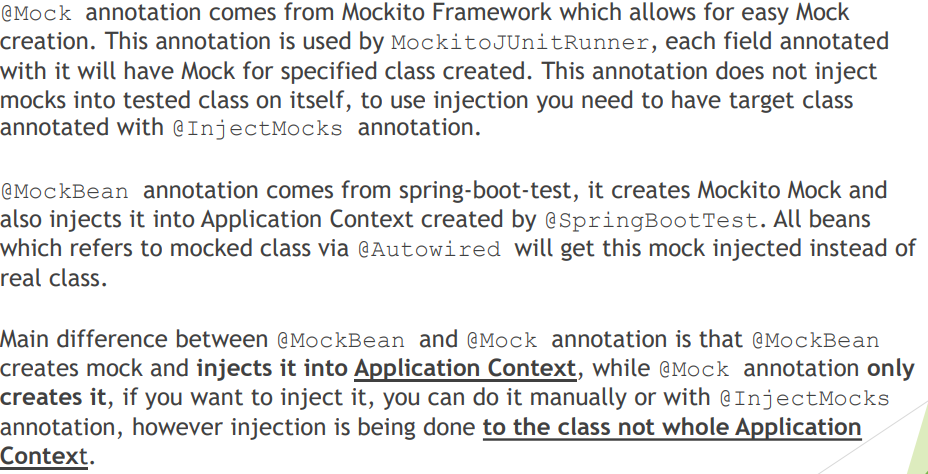 @Mock annotation comes from Mockito Framework which allows for easy Mock
creation. This annotation is used by MockitoJUnitRunner, each field annotated
with it will have Mock for specified class created. This annotation does not inject
mocks into tested class on itself, to use injection you need to have target class
annotated with @InjectMocks annotation.
@MockBean annotation comes from spring-boot-test, it creates Mockito Mock and
also injects it into Application Context created by @SpringBootTest. All beans
which refers to mocked class via @Autowired will get this mock injected instead of
real class.
Main difference between @MockBean and @Mock annotation is that @MockBean
creates mock and injects it into Application Context, while @Mock annotation only
creates it, if you want to inject it, you can do it manually or with @InjectMocks
annotation, however injection is being done to the class not whole Application
Context.